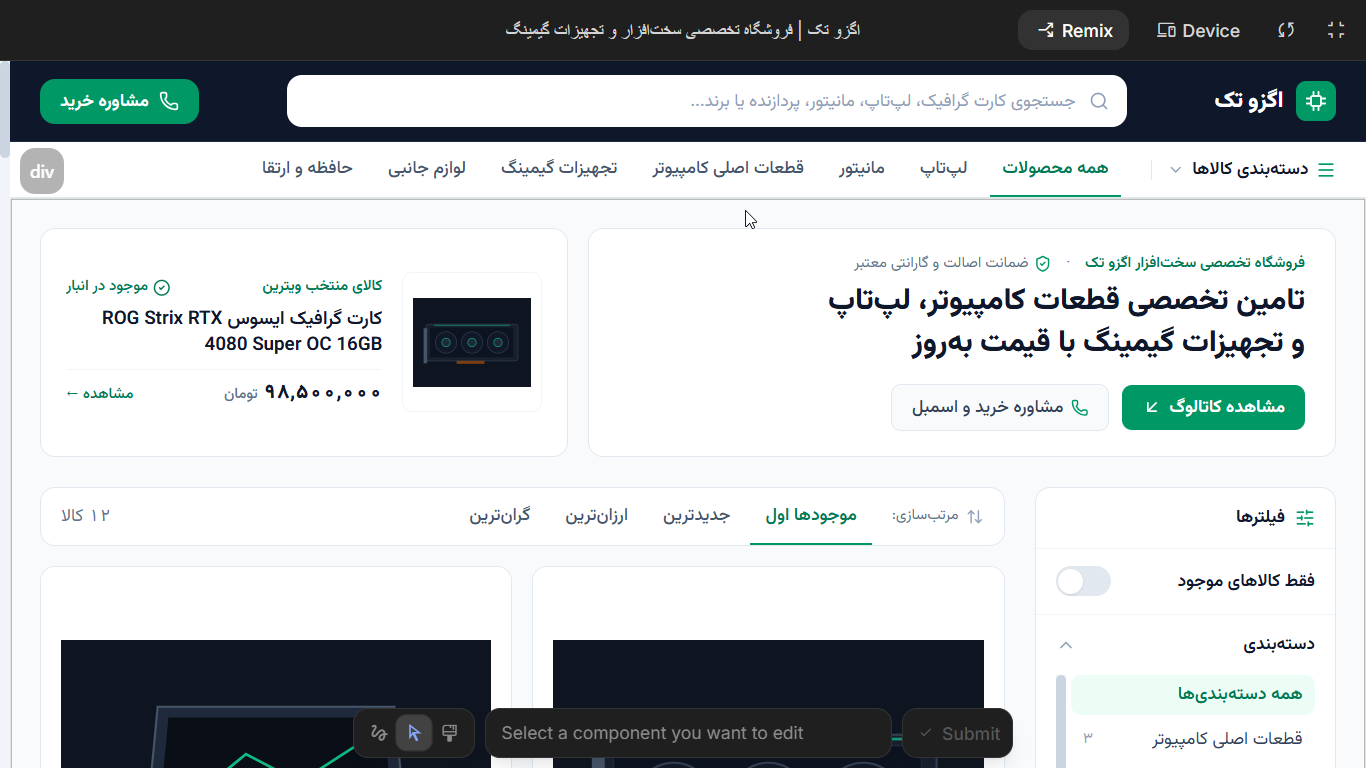 اگزو تک | فروشگاه تخصصی سخت‌افزار و تجهیزات گیمینگ
Remix
Device
اگزو تک
جستجوی کارت گرافیک، لپ‌تاپ، مانیتور، پردازنده یا برند...
مشاوره خرید
دسته‌بندی کالاها
همه محصولات
لپ‌تاپ
مانیتور
قطعات اصلی کامپیوتر
تجهیزات گیمینگ
لوازم جانبی
حافظه و ارتقا
div
فروشگاه تخصصی سخت‌افزار اگزو تک · ضمانت اصالت و گارانتی معتبر
تامین تخصصی قطعات کامپیوتر، لپ‌تاپ
و تجهیزات گیمینگ با قیمت به‌روز
مشاهده کاتالوگ
مشاوره خرید و اسمبل
کالای منتخب ویترین
موجود در انبار
کارت گرافیک ایسوس ROG Strix RTX
4080 Super OC 16GB
۹۸,۵۰۰,۰۰۰ تومان
مشاهده ←
فیلترها
فقط کالاهای موجود
دسته‌بندی
همه دسته‌بندی‌ها
قطعات اصلی کامپیوتر
۳
مرتب‌سازی:
موجودها اول
جدیدترین
ارزان‌ترین
گران‌ترین
۱۲ کالا
Select a component you want to edit
Submit